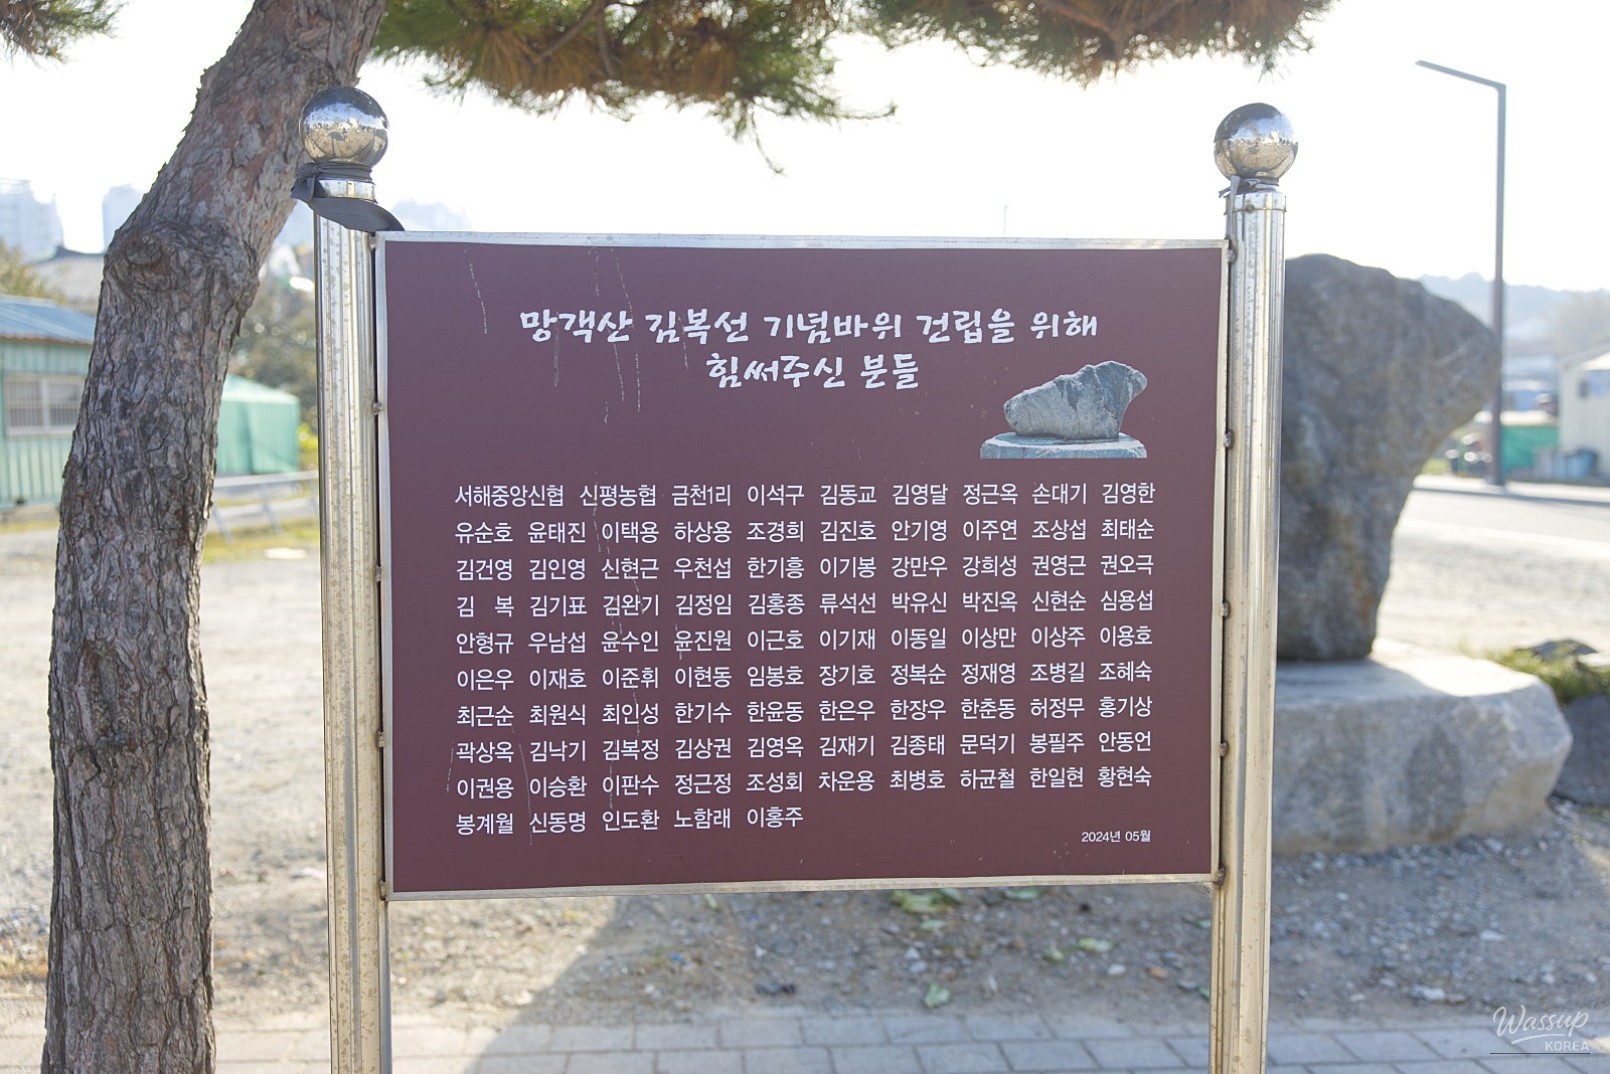 망객산 김복선 기념바위 건립을 위해
힘써주신 분들
서해중앙신협 신평농협 금천1리 이석구 김동교 김영달 정근옥 손대기 김영한
유순호 윤태진 이택용 하상용 조경희 김진호 안기영 이주연 조상섭 최태순
김건영 김인영 신현근 우천섭 한기흥 이기봉 강만우 강희성 권영근 권오극
김 복 김기표 김완기 김정임 김홍종 류석선 박유신 박진옥 신현순 심용섭
안형규 우남섭 윤수인 윤진원 이근호 이기재 이동일 이상만 이상주 이용호
이은우 이재호 이준휘 이현동 임봉호 장기호 정복순 정재영 조병길 조혜숙
최근순 최원식 최인성 한기수 한윤동 한은우 한장우 한춘동 허정무 홍기상
곽상옥 김낙기 김복정 김상권 김영옥 김재기 김종태 문덕기 봉필주 안동언
이권용 이승환 이판수 정근정 조성회 차운용 최병호 하균철 한일현 황현숙
봉계월 신동명 인도환 노함래 이홍주
2024년 05월
Wassup
KOREA